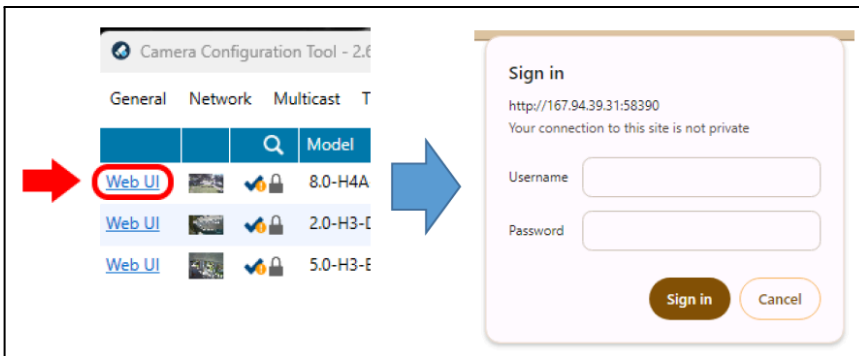 Camera Configuration Tool - 2.6
General Network Multicast T
Model
Web UI 8.0-H4A
Web UI 2.0-H3-D
Web UI 5.0-H3-E
Sign in
http://167.94.39.31:58390
Your connection to this site is not private
Username
Password
Sign in Cancel